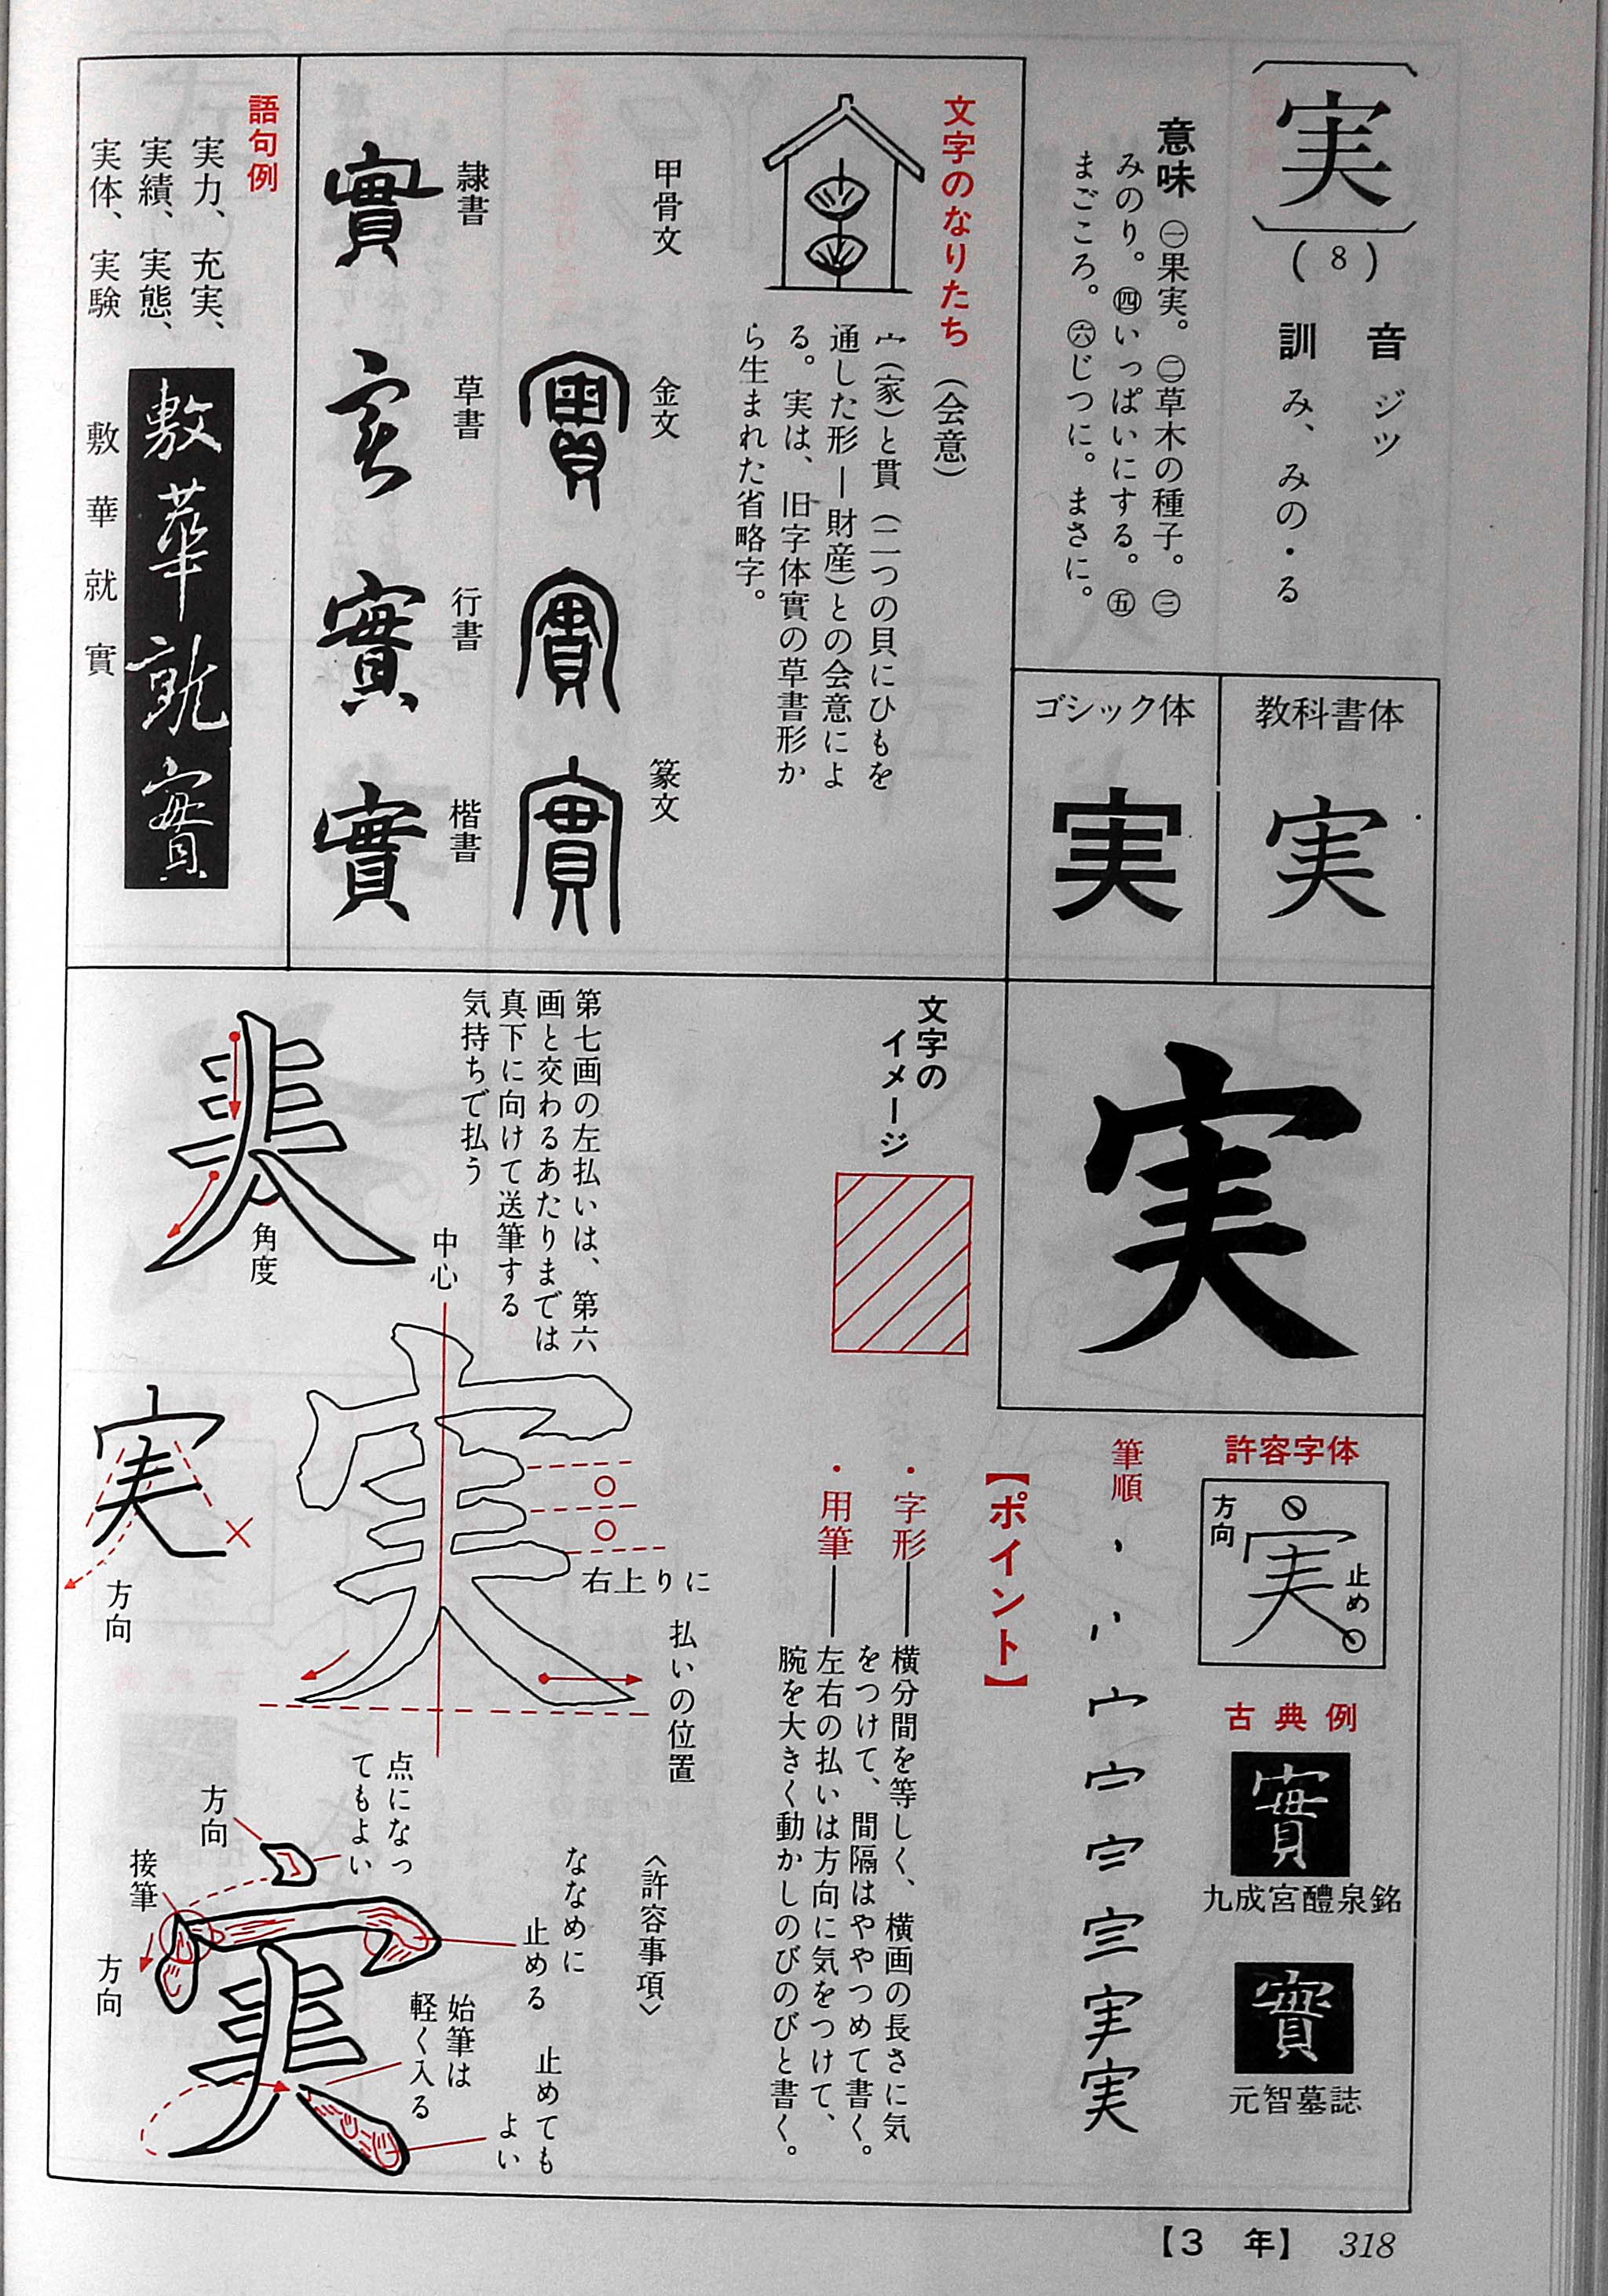 実
(8)
音 ジツ
訓 み、みの・る
意味 ㊀果実。㊁草木の種子。㊂
みのり。㊃いっぱいにする。㊄
まごころ。㊅じつに。まさに。
教科書体
実
ゴシック体
実
文字のなりたち（会意）
宀（家）と貫（二つの貝にひもを
通した形―財産）との会意によ
る。実は、旧字体實の草書形か
ら生まれた省略字。
甲骨文
金文
篆文
隷書
草書
行書
楷書
實
實
實
語句例
実力、充実、
実績、実態、
実体、実験
敷華就實
敷華就實
実
許容字体
方向
実
止め
古典例
實
九成宮醴泉銘
實
元智墓誌
筆順
実
【ポイント】
・字形―横分間を等しく、横画の長さに気
をつけて、間隔はややつめて書く。
・用筆―左右の払いは方向に気をつけて、
腕を大きく動かしのびのびと書く。
文字の
イメージ
第七画の左払いは、第六
画と交わるあたりまでは
真下に向けて送筆する
気持ちで払う
角度
中心
実
右上りに
払いの位置
実
方向
〈許容事項〉
ななめに
止める
止めても
よい
始筆は
軽く入る
点になっ
てもよい
方向
接筆
方向
実
【3 年】 318